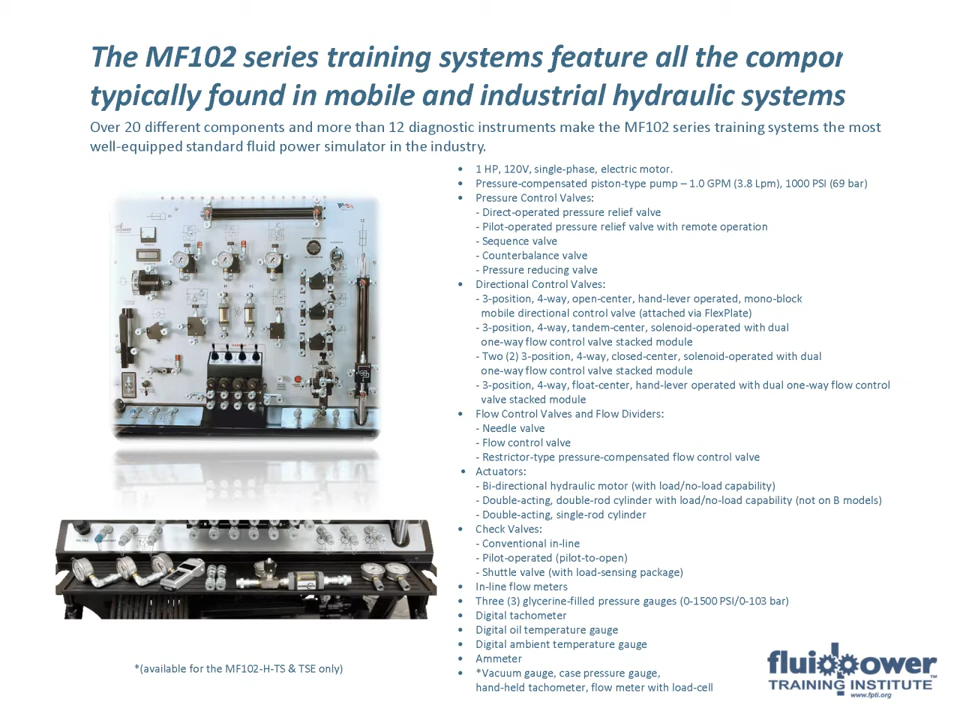 The MF102 series training systems feature all the compor
typically found in mobile and industrial hydraulic systems
Over 20 different components and more than 12 diagnostic instruments make the MF102 series training systems the most
well-equipped standard fluid power simulator in the industry.
• 1 HP, 120V, single-phase, electric motor.
• Pressure-compensated piston-type pump – 1.0 GPM (3.8 Lpm), 1000 PSI (69 bar)
• Pressure Control Valves:
- Direct-operated pressure relief valve
- Pilot-operated pressure relief valve with remote operation
- Sequence valve
- Counterbalance valve
- Pressure reducing valve
• Directional Control Valves:
- 3-position, 4-way, open-center, hand-lever operated, mono-block
mobile directional control valve (attached via FlexPlate)
- 3-position, 4-way, tandem-center, solenoid-operated with dual
one-way flow control valve stacked module
- Two (2) 3-position, 4-way, closed-center, solenoid-operated with dual
one-way flow control valve stacked module
- 3-position, 4-way, float-center, hand-lever operated with dual one-way flow control
valve stacked module
• Flow Control Valves and Flow Dividers:
- Needle valve
- Flow control valve
- Restrictor-type pressure-compensated flow control valve
• Actuators:
- Bi-directional hydraulic motor (with load/no-load capability)
- Double-acting, double-rod cylinder with load/no-load capability (not on B models)
- Double-acting, single-rod cylinder
• Check Valves:
- Conventional in-line
- Pilot-operated (pilot-to-open)
- Shuttle valve (with load-sensing package)
• In-line flow meters
• Three (3) glycerine-filled pressure gauges (0-1500 PSI/0-103 bar)
• Digital tachometer
• Digital oil temperature gauge
• Digital ambient temperature gauge
• Ammeter
• *Vacuum gauge, case pressure gauge,
hand-held tachometer, flow meter with load-cell
*(available for the MF102-H-TS & TSE only)
fluidpower™
TRAINING INSTITUTE
www.fpti.org